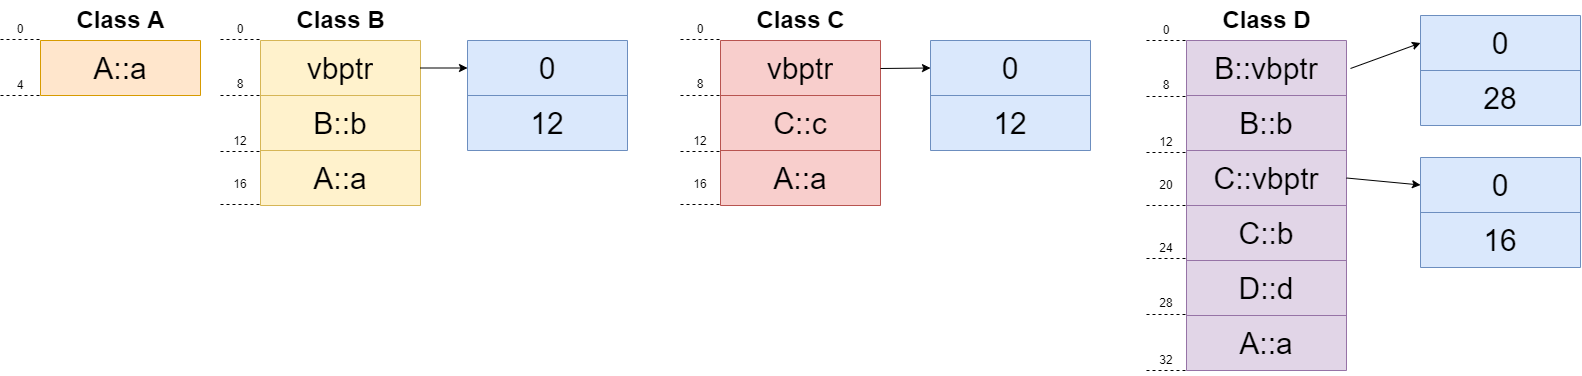 Class A
0
A::a
4
Class B
0
vbptr
0
8
B::b
12
12
A::a
16
Class C
0
vbptr
0
8
C::c
12
12
A::a
16
Class D
0
B::vbptr
0
8
B::b
28
12
C::vbptr
0
20
C::b
16
24
D::d
28
A::a
32